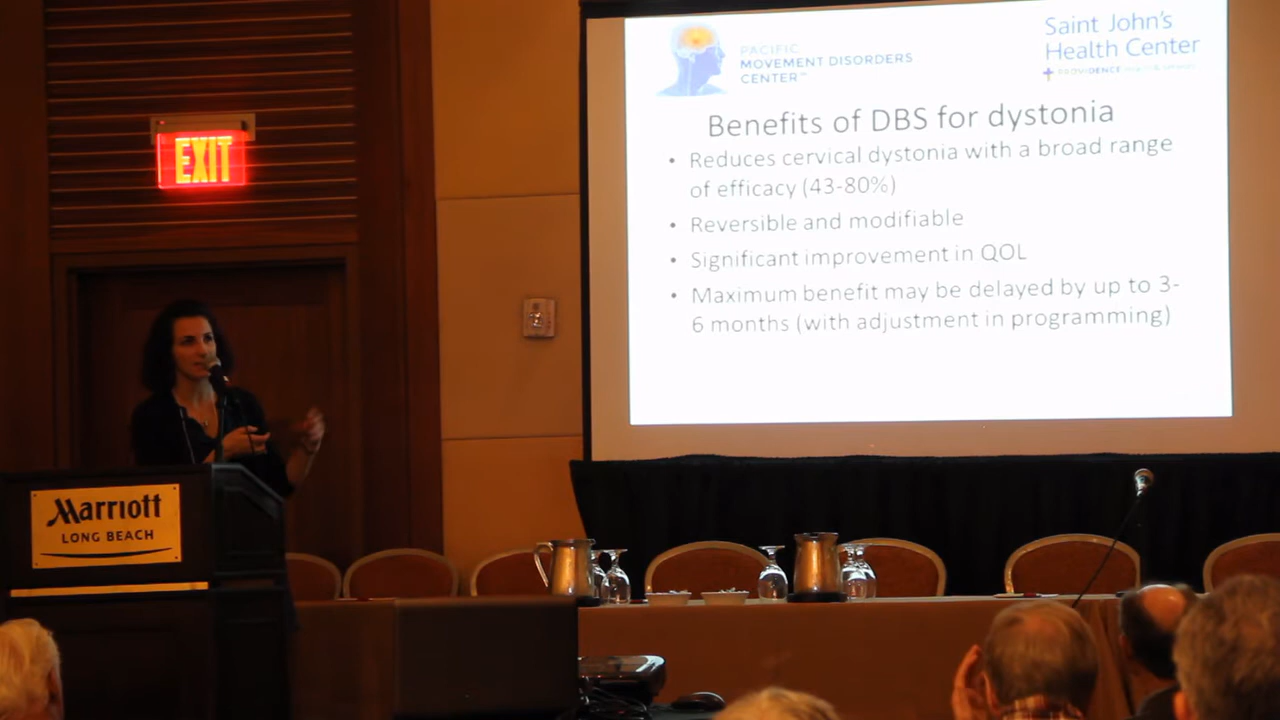 PACIFIC
MOVEMENT DISORDERS
CENTER™
Saint John's
Health Center
PROVIDENCE
Benefits of DBS for dystonia
• Reduces cervical dystonia with a broad range
of efficacy (43-80%)
• Reversible and modifiable
• Significant improvement in QOL
• Maximum benefit may be delayed by up to 3-
6 months (with adjustment in programming)
EXIT
Marriott
LONG BEACH